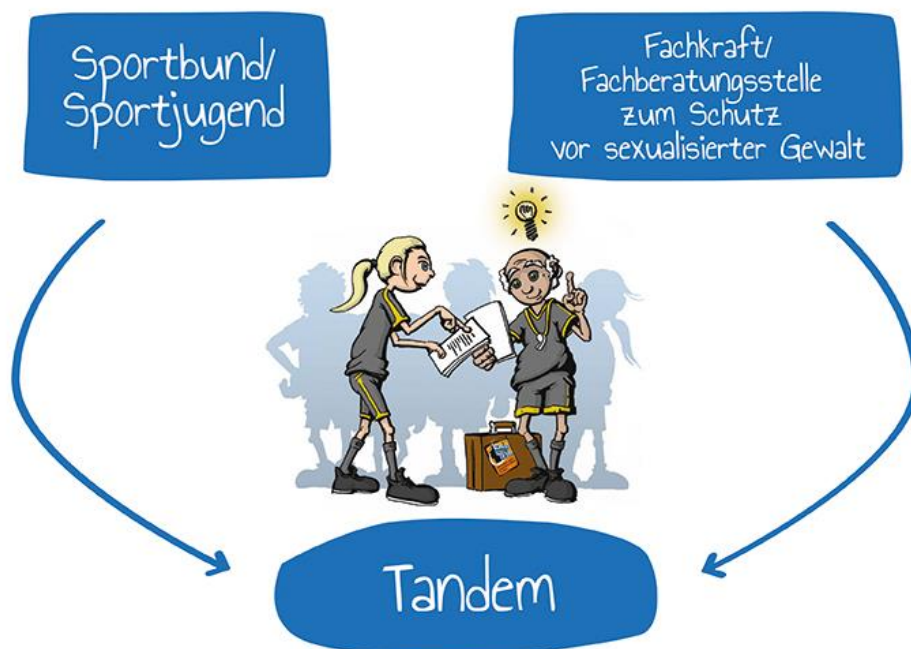 Sportbund/
Sportjugend
Fachkraft/
Fachberatungsstelle
zum Schutz
vor sexualisierter Gewalt
Tandem